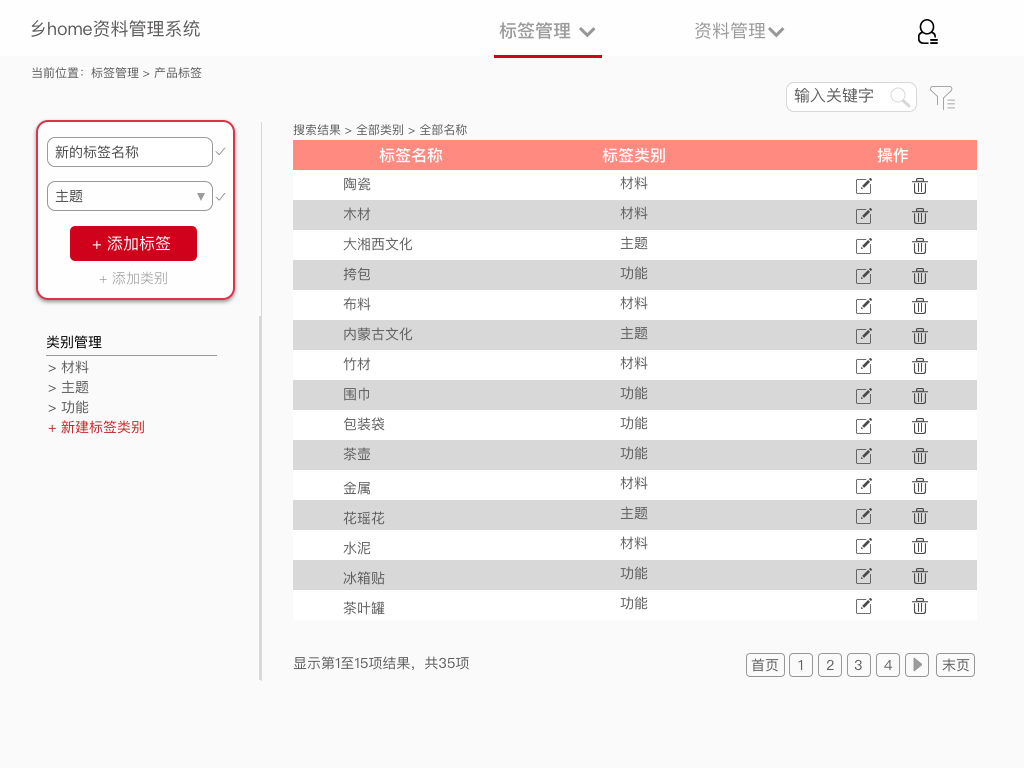 乡home资料管理系统
标签管理
资料管理
当前位置：标签管理 > 产品标签
输入关键字
新的标签名称
主题
+ 添加标签
+ 添加类别
类别管理
> 材料
> 主题
> 功能
+ 新建标签类别
搜索结果 > 全部类别 > 全部名称
标签名称 标签类别 操作
陶瓷 材料
木材 材料
大湘西文化 主题
挎包 功能
布料 材料
内蒙古文化 主题
竹材 材料
围巾 功能
包装袋 功能
茶壶 功能
金属 材料
花瑶花 主题
水泥 材料
冰箱贴 功能
茶叶罐 功能
显示第1至15项结果，共35项
首页 1 2 3 4 末页